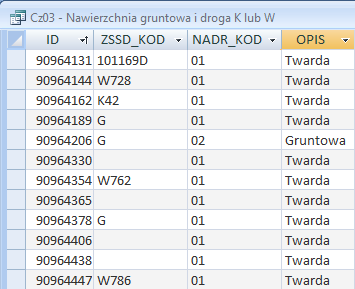 Cz03 - Nawierzchnia gruntowa i droga K lub W
ID ZSSD_KOD NADR_KOD OPIS
90964131 101169D 01 Twarda
90964144 W728 01 Twarda
90964162 K42 01 Twarda
90964189 G 01 Twarda
90964206 G 02 Gruntowa
90964330 01 Twarda
90964354 W762 01 Twarda
90964365 01 Twarda
90964378 G 01 Twarda
90964406 01 Twarda
90964438 01 Twarda
90964447 W786 01 Twarda